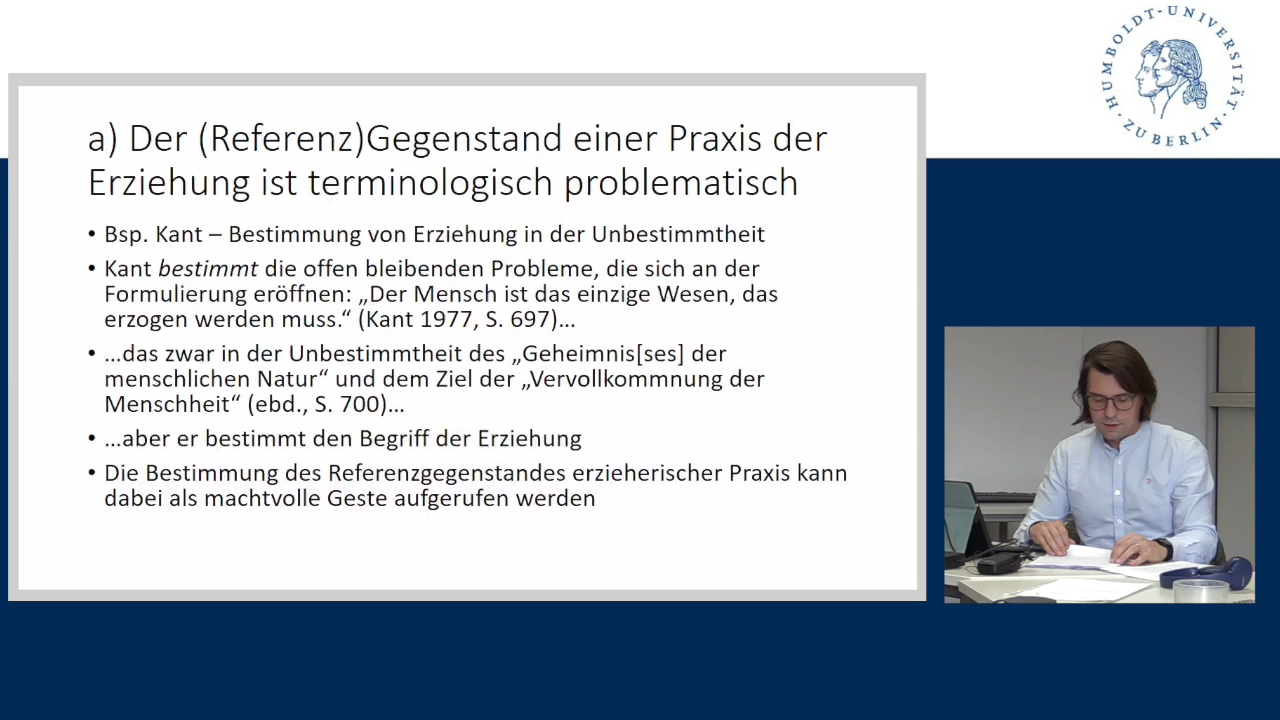 HUMBOLDT-UNIVERSITÄT
ZU BERLIN
a) Der (Referenz)Gegenstand einer Praxis der
Erziehung ist terminologisch problematisch
• Bsp. Kant – Bestimmung von Erziehung in der Unbestimmtheit
• Kant bestimmt die offen bleibenden Probleme, die sich an der
Formulierung eröffnen: „Der Mensch ist das einzige Wesen, das
erzogen werden muss.“ (Kant 1977, S. 697)…
• …das zwar in der Unbestimmtheit des „Geheimnis[ses] der
menschlichen Natur“ und dem Ziel der „Vervollkommnung der
Menschheit“ (ebd., S. 700)…
• …aber er bestimmt den Begriff der Erziehung
• Die Bestimmung des Referenzgegenstandes erzieherischer Praxis kann
dabei als machtvolle Geste aufgerufen werden